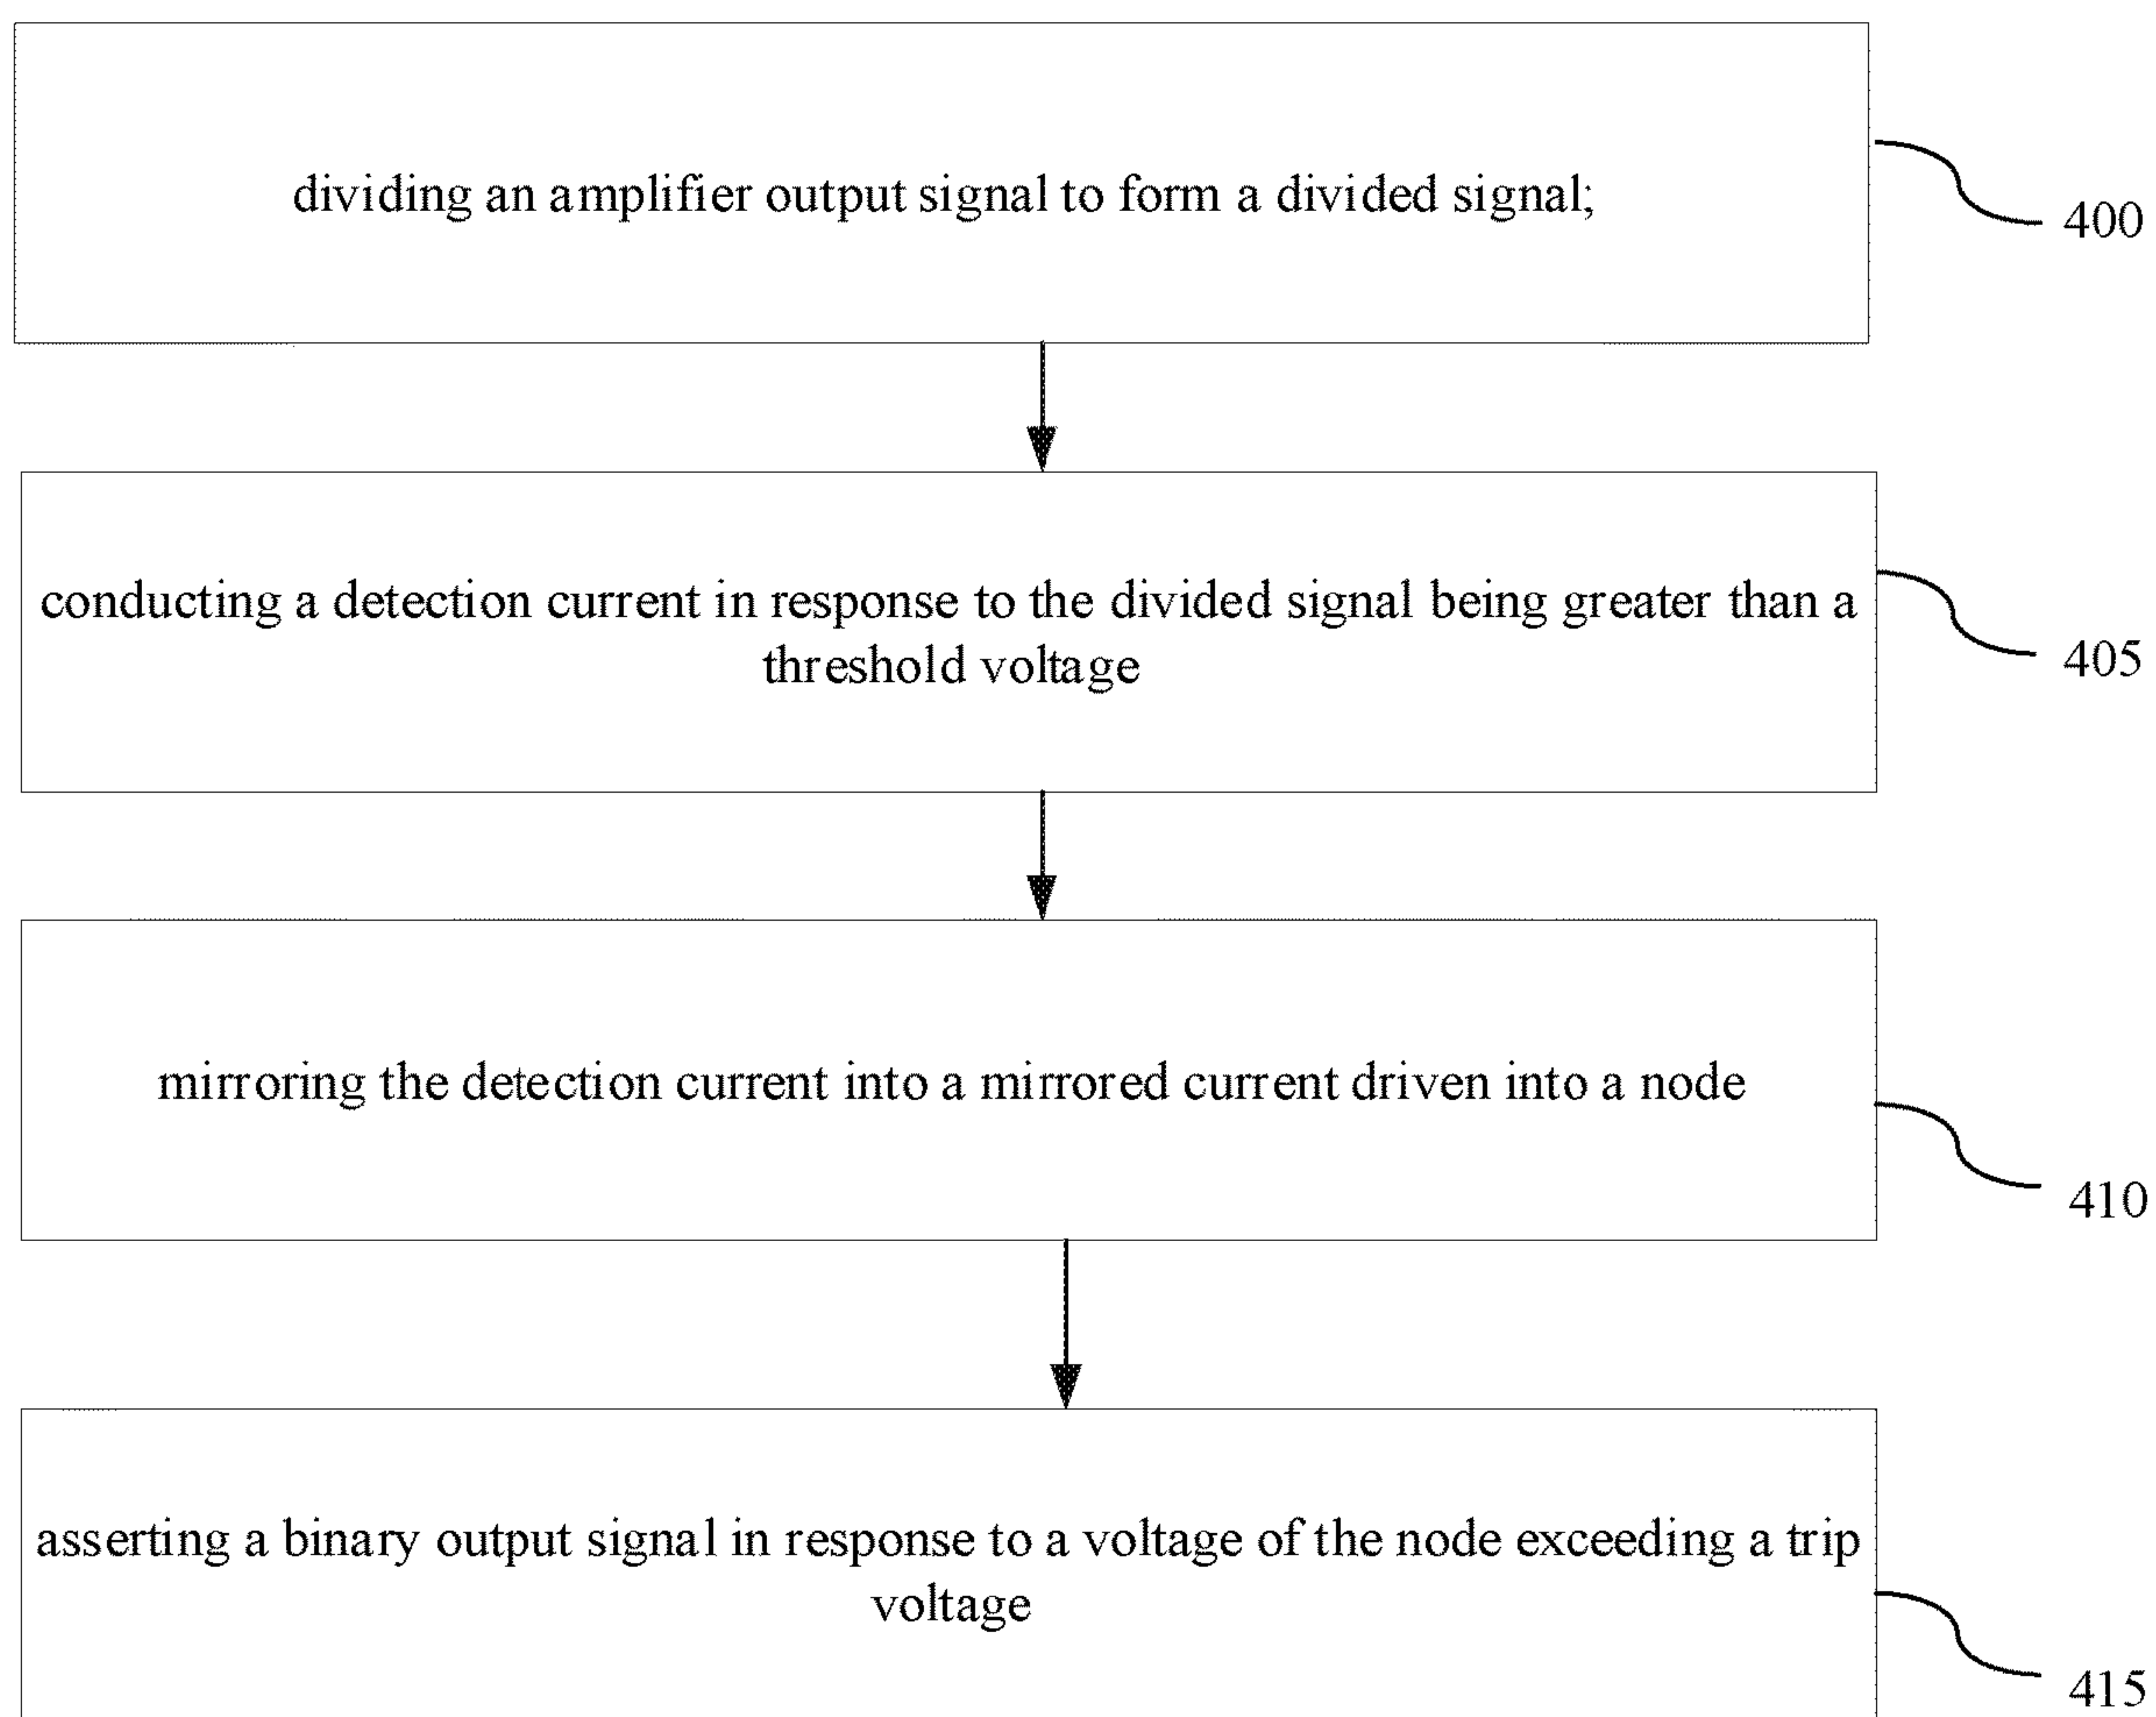 dividing an amplifier output signal to form a divided signal;
400
conducting a detection current in response to the divided signal being greater than a
threshold voltage
405
mirroring the detection current into a mirrored current driven into a node
410
asserting a binary output signal in response to a voltage of the node exceeding a trip
voltage
415